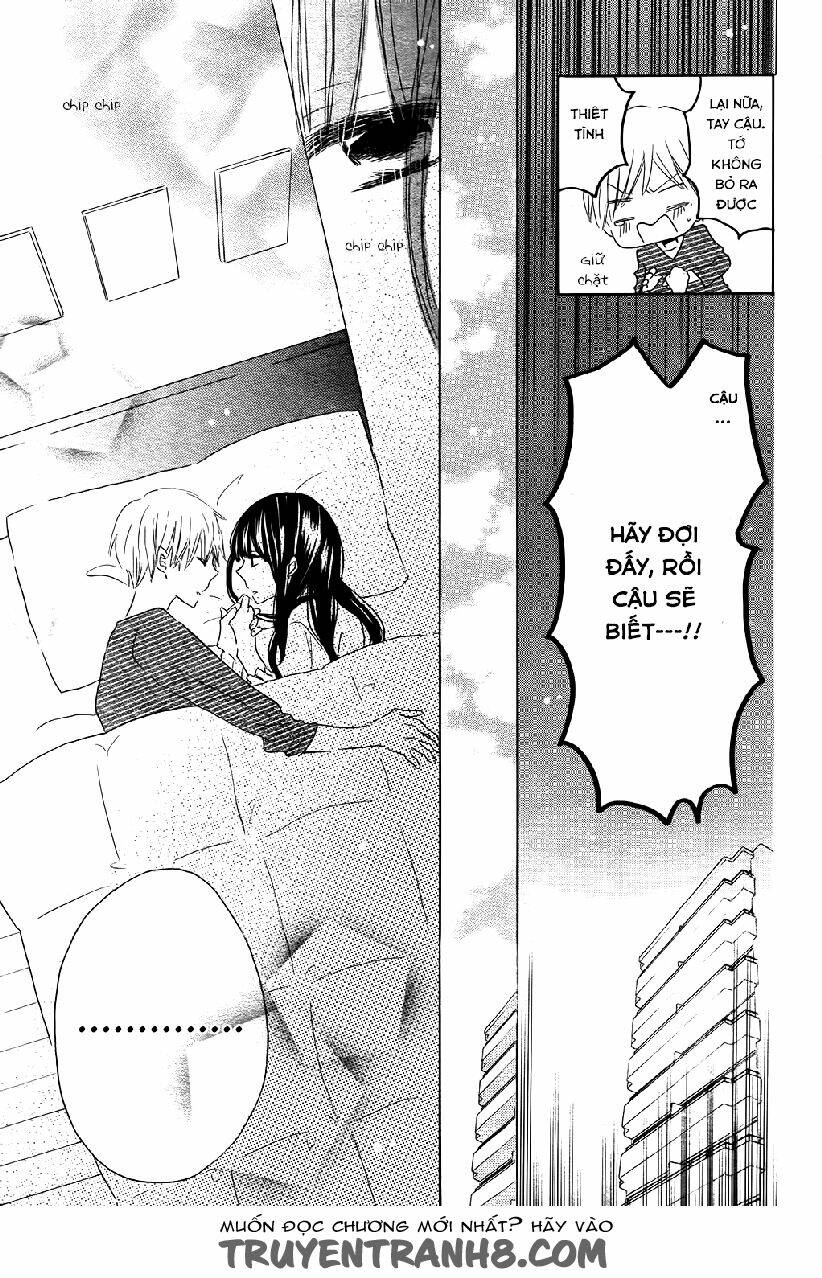 LẠI NỮA,
TAY CẬU.
TỚ
KHÔNG
BỎ RA
ĐƯỢC
THIỆT
TÌNH
GIỮ
CHẶT
CẬU
...
HÃY ĐỢI
ĐẤY, RỒI
CẬU SẼ
BIẾT---!!
CHIP CHIP
CHIP CHIP
...............
MUỐN ĐỌC CHƯƠNG MỚI NHẤT? HÃY VÀO
TRUYENTRANH8.COM